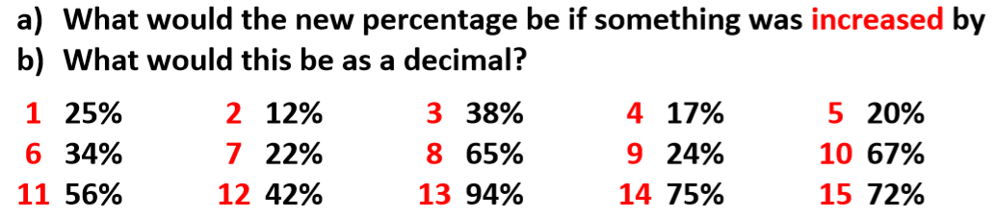 a) What would the new percentage be if something was increased by
b) What would this be as a decimal?
1 25% 2 12% 3 38% 4 17% 5 20%
6 34% 7 22% 8 65% 9 24% 10 67%
11 56% 12 42% 13 94% 14 75% 15 72%